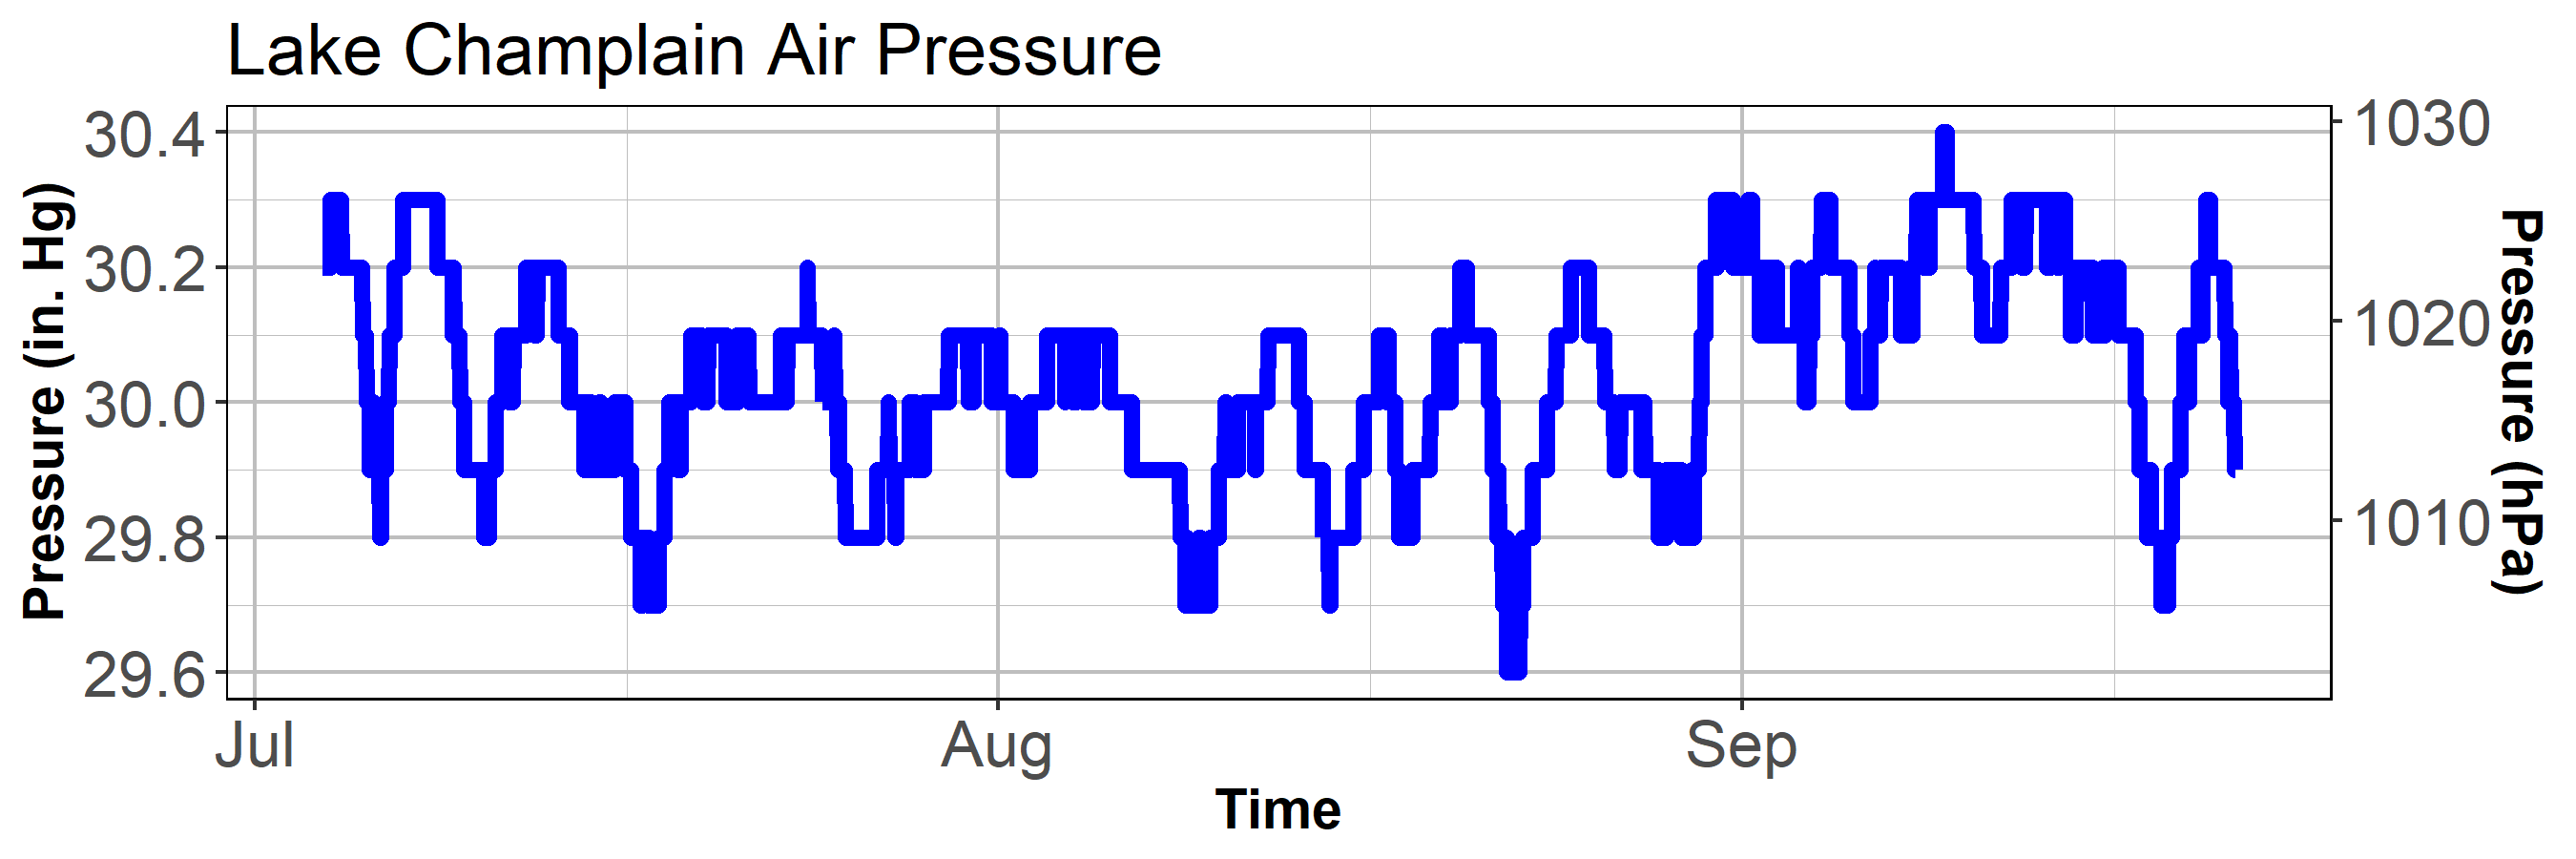 Lake Champlain Air Pressure
Pressure (in. Hg)
30.4
30.2
30.0
29.8
29.6
1030
1020
1010
Pressure (hPa)
Jul Aug Sep
Time